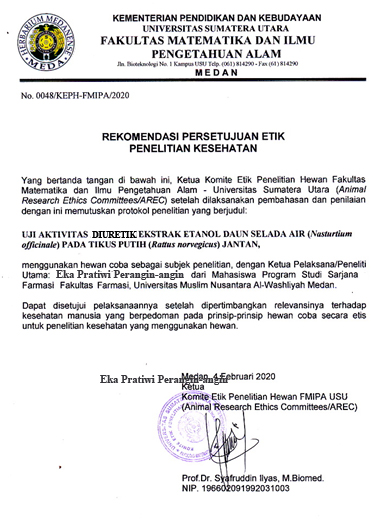 KEMENTERIAN PENDIDIKAN DAN KEBUDAYAAN
UNIVERSITAS SUMATERA UTARA
FAKULTAS MATEMATIKA DAN ILMU
PENGETAHUAN ALAM
Jln. Bioteknologi No. 1 Kampus USU Telp. (061) 814290 - Fax (61) 814290
MEDAN
HERBARIUM MEDANENSE
MEDA
No. 0048/KEPH-FMIPA/2020
REKOMENDASI PERSETUJUAN ETIK
PENELITIAN KESEHATAN
Yang bertanda tangan di bawah ini, Ketua Komite Etik Penelitian Hewan Fakultas
Matematika dan Ilmu Pengetahuan Alam - Universitas Sumatera Utara (Animal
Research Ethics Committees/AREC) setelah dilaksanakan pembahasan dan penilaian
dengan ini memutuskan protokol penelitian yang berjudul:
UJI AKTIVITAS DIURETIK EKSTRAK ETANOL DAUN SELADA AIR (Nasturtium
officinale) PADA TIKUS PUTIH (Rattus norvegicus) JANTAN,
menggunakan hewan coba sebagai subjek penelitian, dengan Ketua Pelaksana/Peneliti
Utama: Eka Pratiwi Perangin-angin dari Mahasiswa Program Studi Sarjana
Farmasi Fakultas Farmasi, Universitas Muslim Nusantara Al-Washliyah Medan.
Dapat disetujui pelaksanaannya setelah dipertimbangkan relevansinya terhadap
kesehatan manusia yang berpedoman pada prinsip-prinsip hewan coba secara etis
untuk penelitian kesehatan yang menggunakan hewan.
Medan, 4 Februari 2020
Eka Pratiwi Perangin-angin
Ketua
Komite Etik Penelitian Hewan FMIPA USU
(Animal Research Ethics Committees/AREC)
Prof.Dr. Syafruddin Ilyas, M.Biomed.
NIP. 196602091992031003